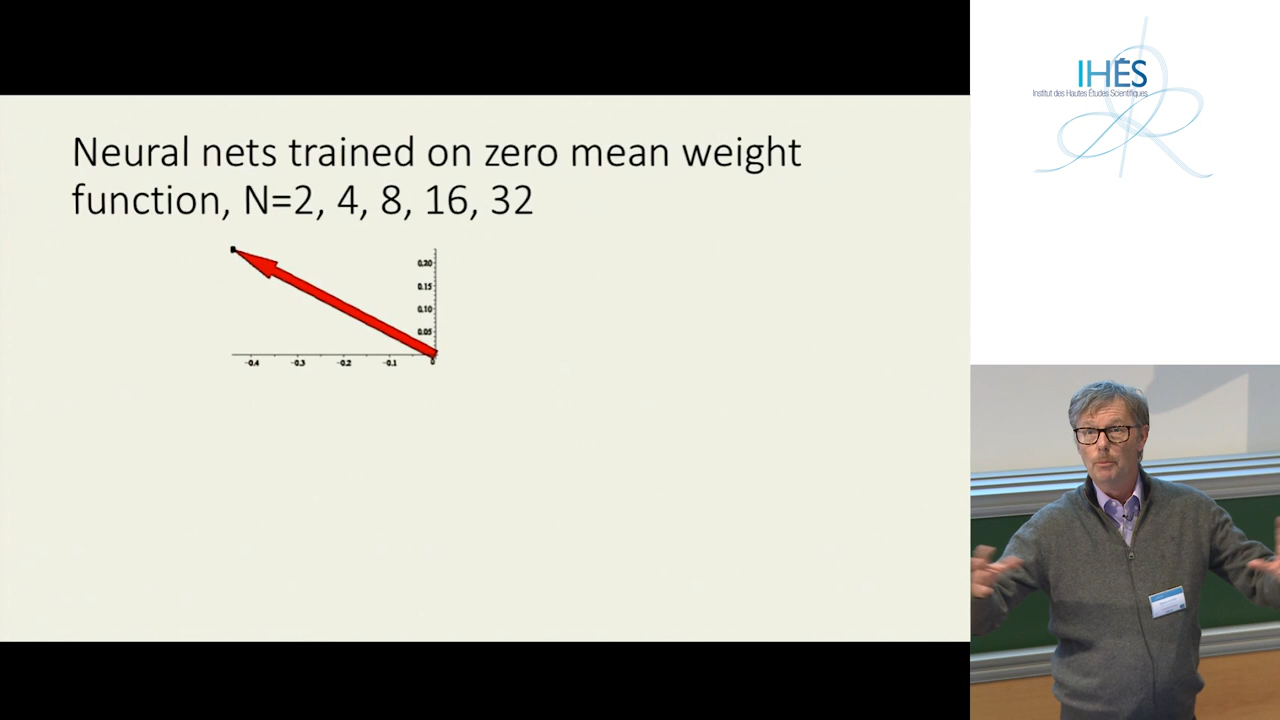 Neural nets trained on zero mean weight
function, N=2, 4, 8, 16, 32
0.20
0.15
0.10
0.05
-0.4 -0.3 -0.2 -0.1 0
IHÉS
Institut des Hautes Études Scientifiques